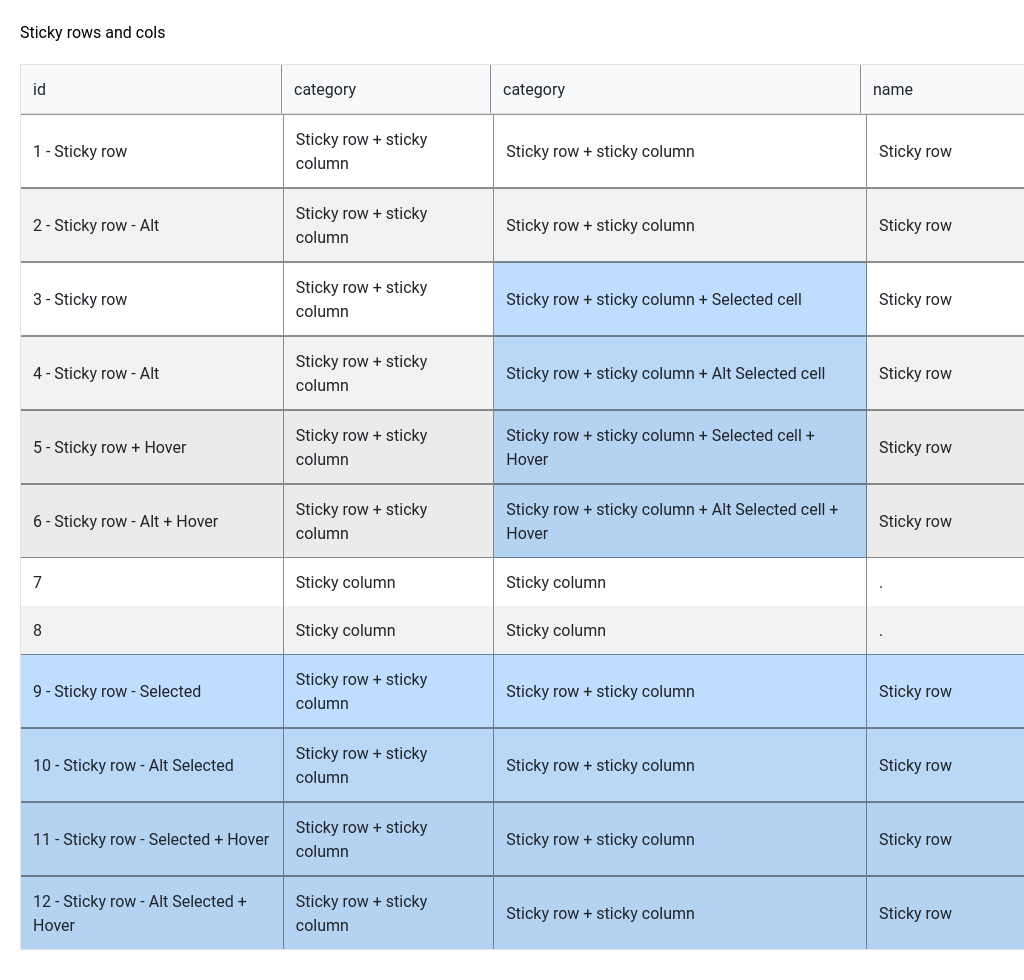 Sticky rows and cols
id category category name
1 - Sticky row Sticky row + sticky column Sticky row + sticky column Sticky row
2 - Sticky row - Alt Sticky row + sticky column Sticky row + sticky column Sticky row
3 - Sticky row Sticky row + sticky column Sticky row + sticky column + Selected cell Sticky row
4 - Sticky row - Alt Sticky row + sticky column Sticky row + sticky column + Alt Selected cell Sticky row
5 - Sticky row + Hover Sticky row + sticky column Sticky row + sticky column + Selected cell + Hover Sticky row
6 - Sticky row - Alt + Hover Sticky row + sticky column Sticky row + sticky column + Alt Selected cell + Hover Sticky row
7 Sticky column Sticky column .
8 Sticky column Sticky column .
9 - Sticky row - Selected Sticky row + sticky column Sticky row + sticky column Sticky row
10 - Sticky row - Alt Selected Sticky row + sticky column Sticky row + sticky column Sticky row
11 - Sticky row - Selected + Hover Sticky row + sticky column Sticky row + sticky column Sticky row
12 - Sticky row - Alt Selected + Hover Sticky row + sticky column Sticky row + sticky column Sticky row